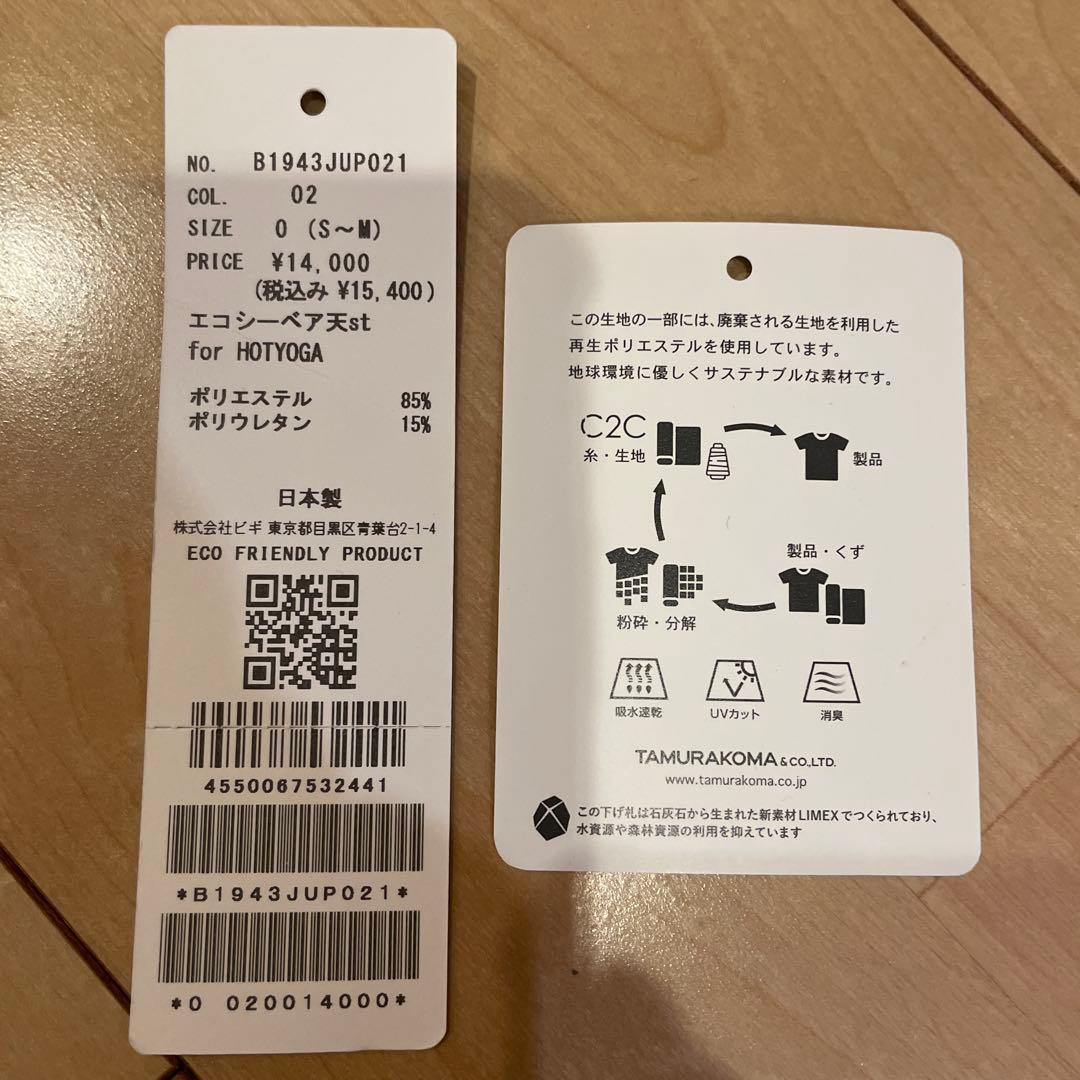 NO. B1943JUP021
COL. 02
SIZE 0 (S～M)
PRICE ¥14,000
(税込み ¥15,400)
エコシーベア天st
for HOTYOGA
ポリエステル 85%
ポリウレタン 15%
日本製
株式会社ビギ 東京都目黒区青葉台2-1-4
ECO FRIENDLY PRODUCT
4550067532441
*B1943JUP021*
*0 020014000*
この生地の一部には、廃棄される生地を利用した
再生ポリエステルを使用しています。
地球環境に優しくサステナブルな素材です。
C2C
糸・生地
製品
製品・くず
粉砕・分解
吸水速乾
UVカット
消臭
TAMURAKOMA & CO.,LTD.
www.tamurakoma.co.jp
この下げ札は石灰石から生まれた新素材LIMEXでつくられており、
水資源や森林資源の利用を抑えています